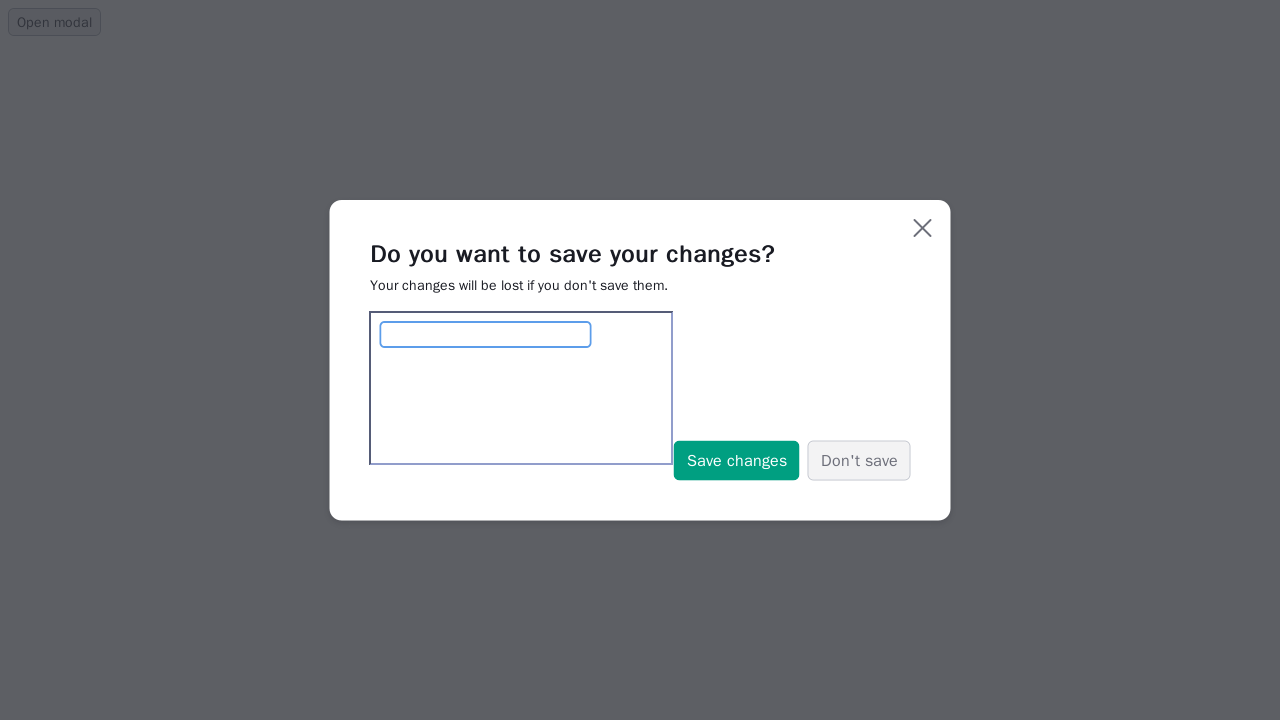 Open modal
Do you want to save your changes?
Your changes will be lost if you don't save them.
Save changes
Don't save